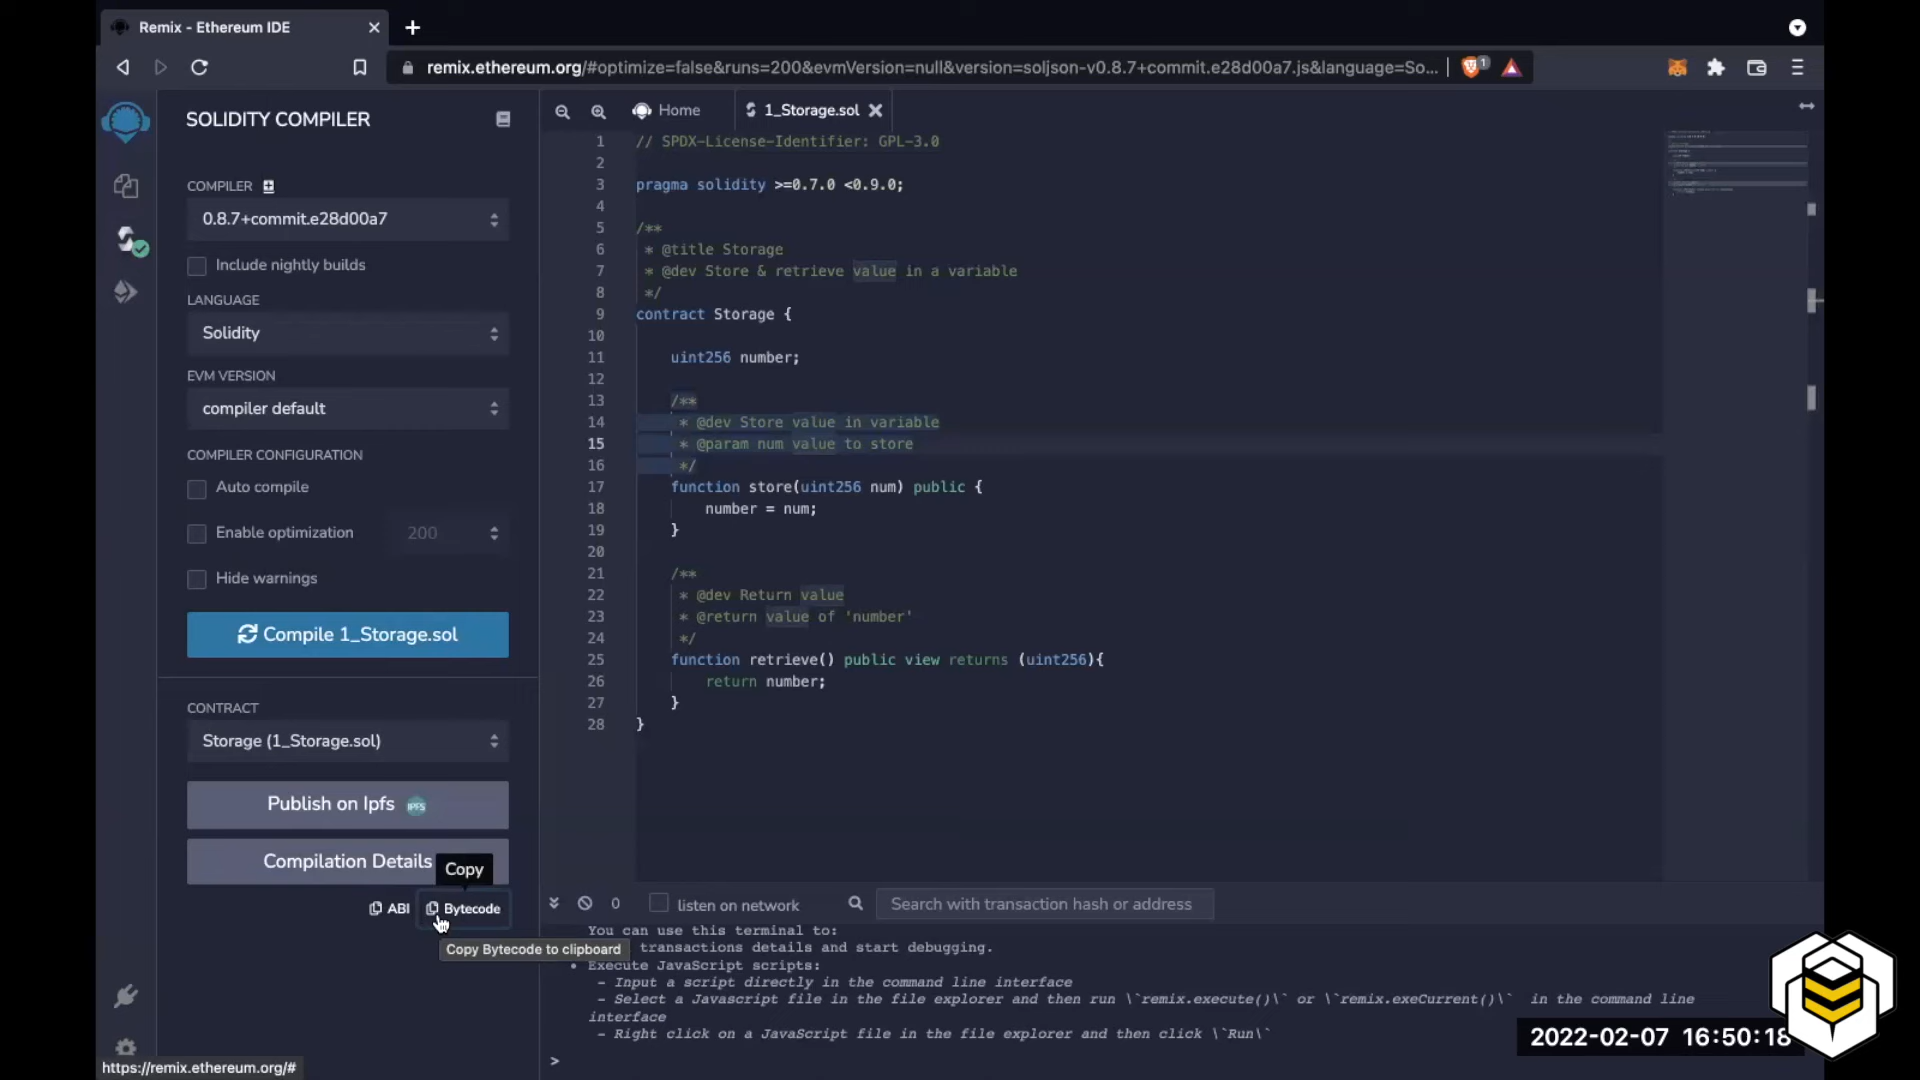 Remix - Ethereum IDE
remix.ethereum.org/#optimize=false&runs=200&evmVersion=null&version=soljson-v0.8.7+commit.e28d00a7.js&language=So...
1
SOLIDITY COMPILER
COMPILER
0.8.7+commit.e28d00a7
Include nightly builds
LANGUAGE
Solidity
EVM VERSION
compiler default
COMPILER CONFIGURATION
Auto compile
Enable optimization
200
Hide warnings
Compile 1_Storage.sol
CONTRACT
Storage (1_Storage.sol)
Publish on Ipfs IPFS
Compilation Details
Copy
ABI
Bytecode
Copy Bytecode to clipboard
https://remix.ethereum.org/#
Home
1_Storage.sol
1 // SPDX-License-Identifier: GPL-3.0
2
3 pragma solidity >=0.7.0 <0.9.0;
4
5 /**
6 * @title Storage
7 * @dev Store & retrieve value in a variable
8 */
9 contract Storage {
10
11 uint256 number;
12
13 /**
14 * @dev Store value in variable
15 * @param num value to store
16 */
17 function store(uint256 num) public {
18 number = num;
19 }
20
21 /**
22 * @dev Return value
23 * @return value of 'number'
24 */
25 function retrieve() public view returns (uint256){
26 return number;
27 }
28 }
0
listen on network
Search with transaction hash or address
You can use this terminal to:
transactions details and start debugging.
• Execute JavaScript scripts:
- Input a script directly in the command line interface
- Select a Javascript file in the file explorer and then run \`remix.execute()\` or \`remix.exeCurrent()\` in the command line
interface
- Right click on a JavaScript file in the file explorer and then click \`Run\`
>
2022-02-07 16:50:18